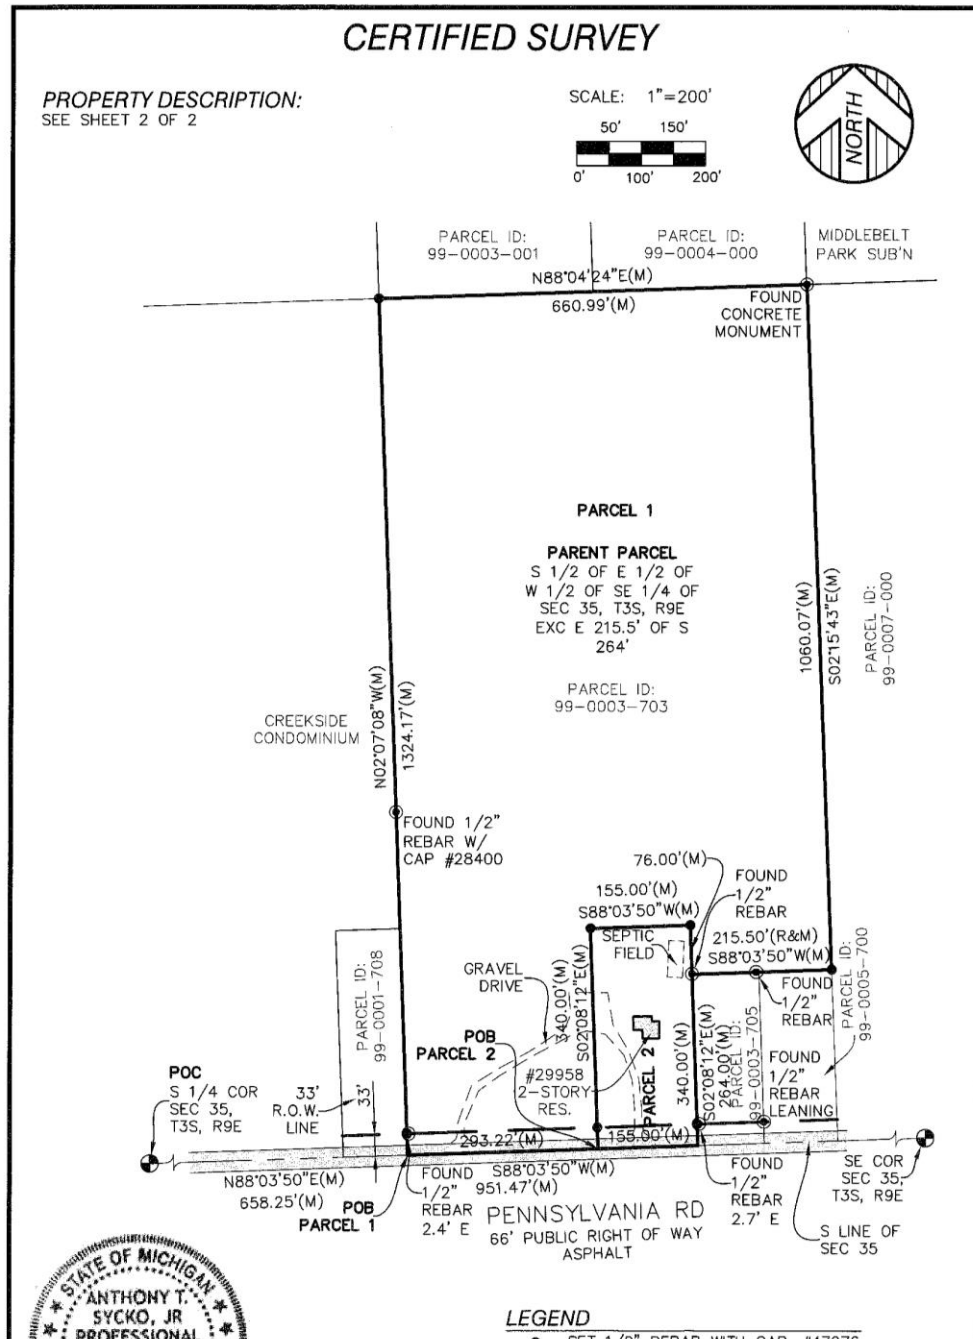 CERTIFIED SURVEY
PROPERTY DESCRIPTION:
SEE SHEET 2 OF 2
SCALE: 1"=200'
50' 150'
0' 100' 200'
NORTH
PARCEL ID:
99-0003-001
PARCEL ID:
99-0004-000
MIDDLEBELT
PARK SUB'N
N88°04'24"E(M)
660.99'(M)
FOUND
CONCRETE
MONUMENT
PARCEL 1
PARENT PARCEL
S 1/2 OF E 1/2 OF
W 1/2 OF SE 1/4 OF
SEC 35, T3S, R9E
EXC E 215.5' OF S
264'
PARCEL ID:
99-0003-703
1060.07'(M)
S02°15'43"E(M)
PARCEL ID:
99-0007-000
CREEKSIDE
CONDOMINIUM
N02°07'08"W(M)
1324.17'(M)
FOUND 1/2"
REBAR W/
CAP #28400
76.00'(M)
FOUND
1/2"
REBAR
155.00'(M)
S88°03'50"W(M)
215.50'(R&M)
S88°03'50"W(M)
SEPTIC
FIELD
GRAVEL
DRIVE
340.00'(M)
S02°08'12"E(M)
FOUND
1/2"
REBAR
PARCEL ID:
99-0005-700
PARCEL ID:
99-0001-708
POB
PARCEL 2
#29958
2-STORY
RES.
PARCEL 2
340.00'(M)
S02°08'12"E(M)
264.00'(M)
PARCEL ID:
99-0003-705
FOUND
1/2"
REBAR
LEANING
POC
S 1/4 COR
SEC 35,
T3S, R9E
33'
R.O.W.
LINE
33'
293.22'(M)
155.00'(M)
N88°03'50"E(M)
658.25'(M)
POB
PARCEL 1
FOUND
1/2"
REBAR
2.4' E
S88°03'50"W(M)
951.47'(M)
PENNSYLVANIA RD
66' PUBLIC RIGHT OF WAY
ASPHALT
FOUND
1/2"
REBAR
2.7' E
SE COR
SEC 35,
T3S, R9E
S LINE OF
SEC 35
STATE OF MICHIGAN
ANTHONY T.
SYCKO, JR
PROFESSIONAL
LEGEND